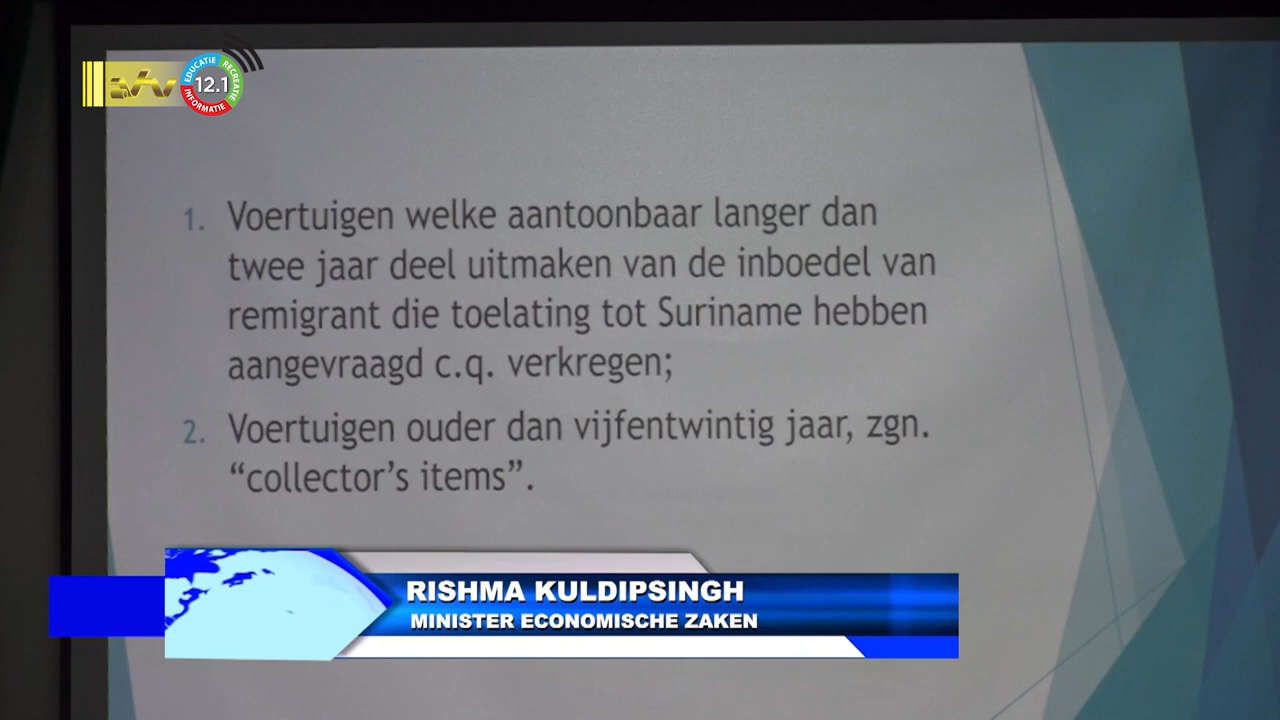 STV
EDUCATIE
RECREATIE
12.1
INFORMATIE
1. Voertuigen welke aantoonbaar langer dan
twee jaar deel uitmaken van de inboedel van
remigrant die toelating tot Suriname hebben
aangevraagd c.q. verkregen;
2. Voertuigen ouder dan vijfentwintig jaar, zgn.
“collector’s items”.
RISHMA KULDIPSINGH
MINISTER ECONOMISCHE ZAKEN